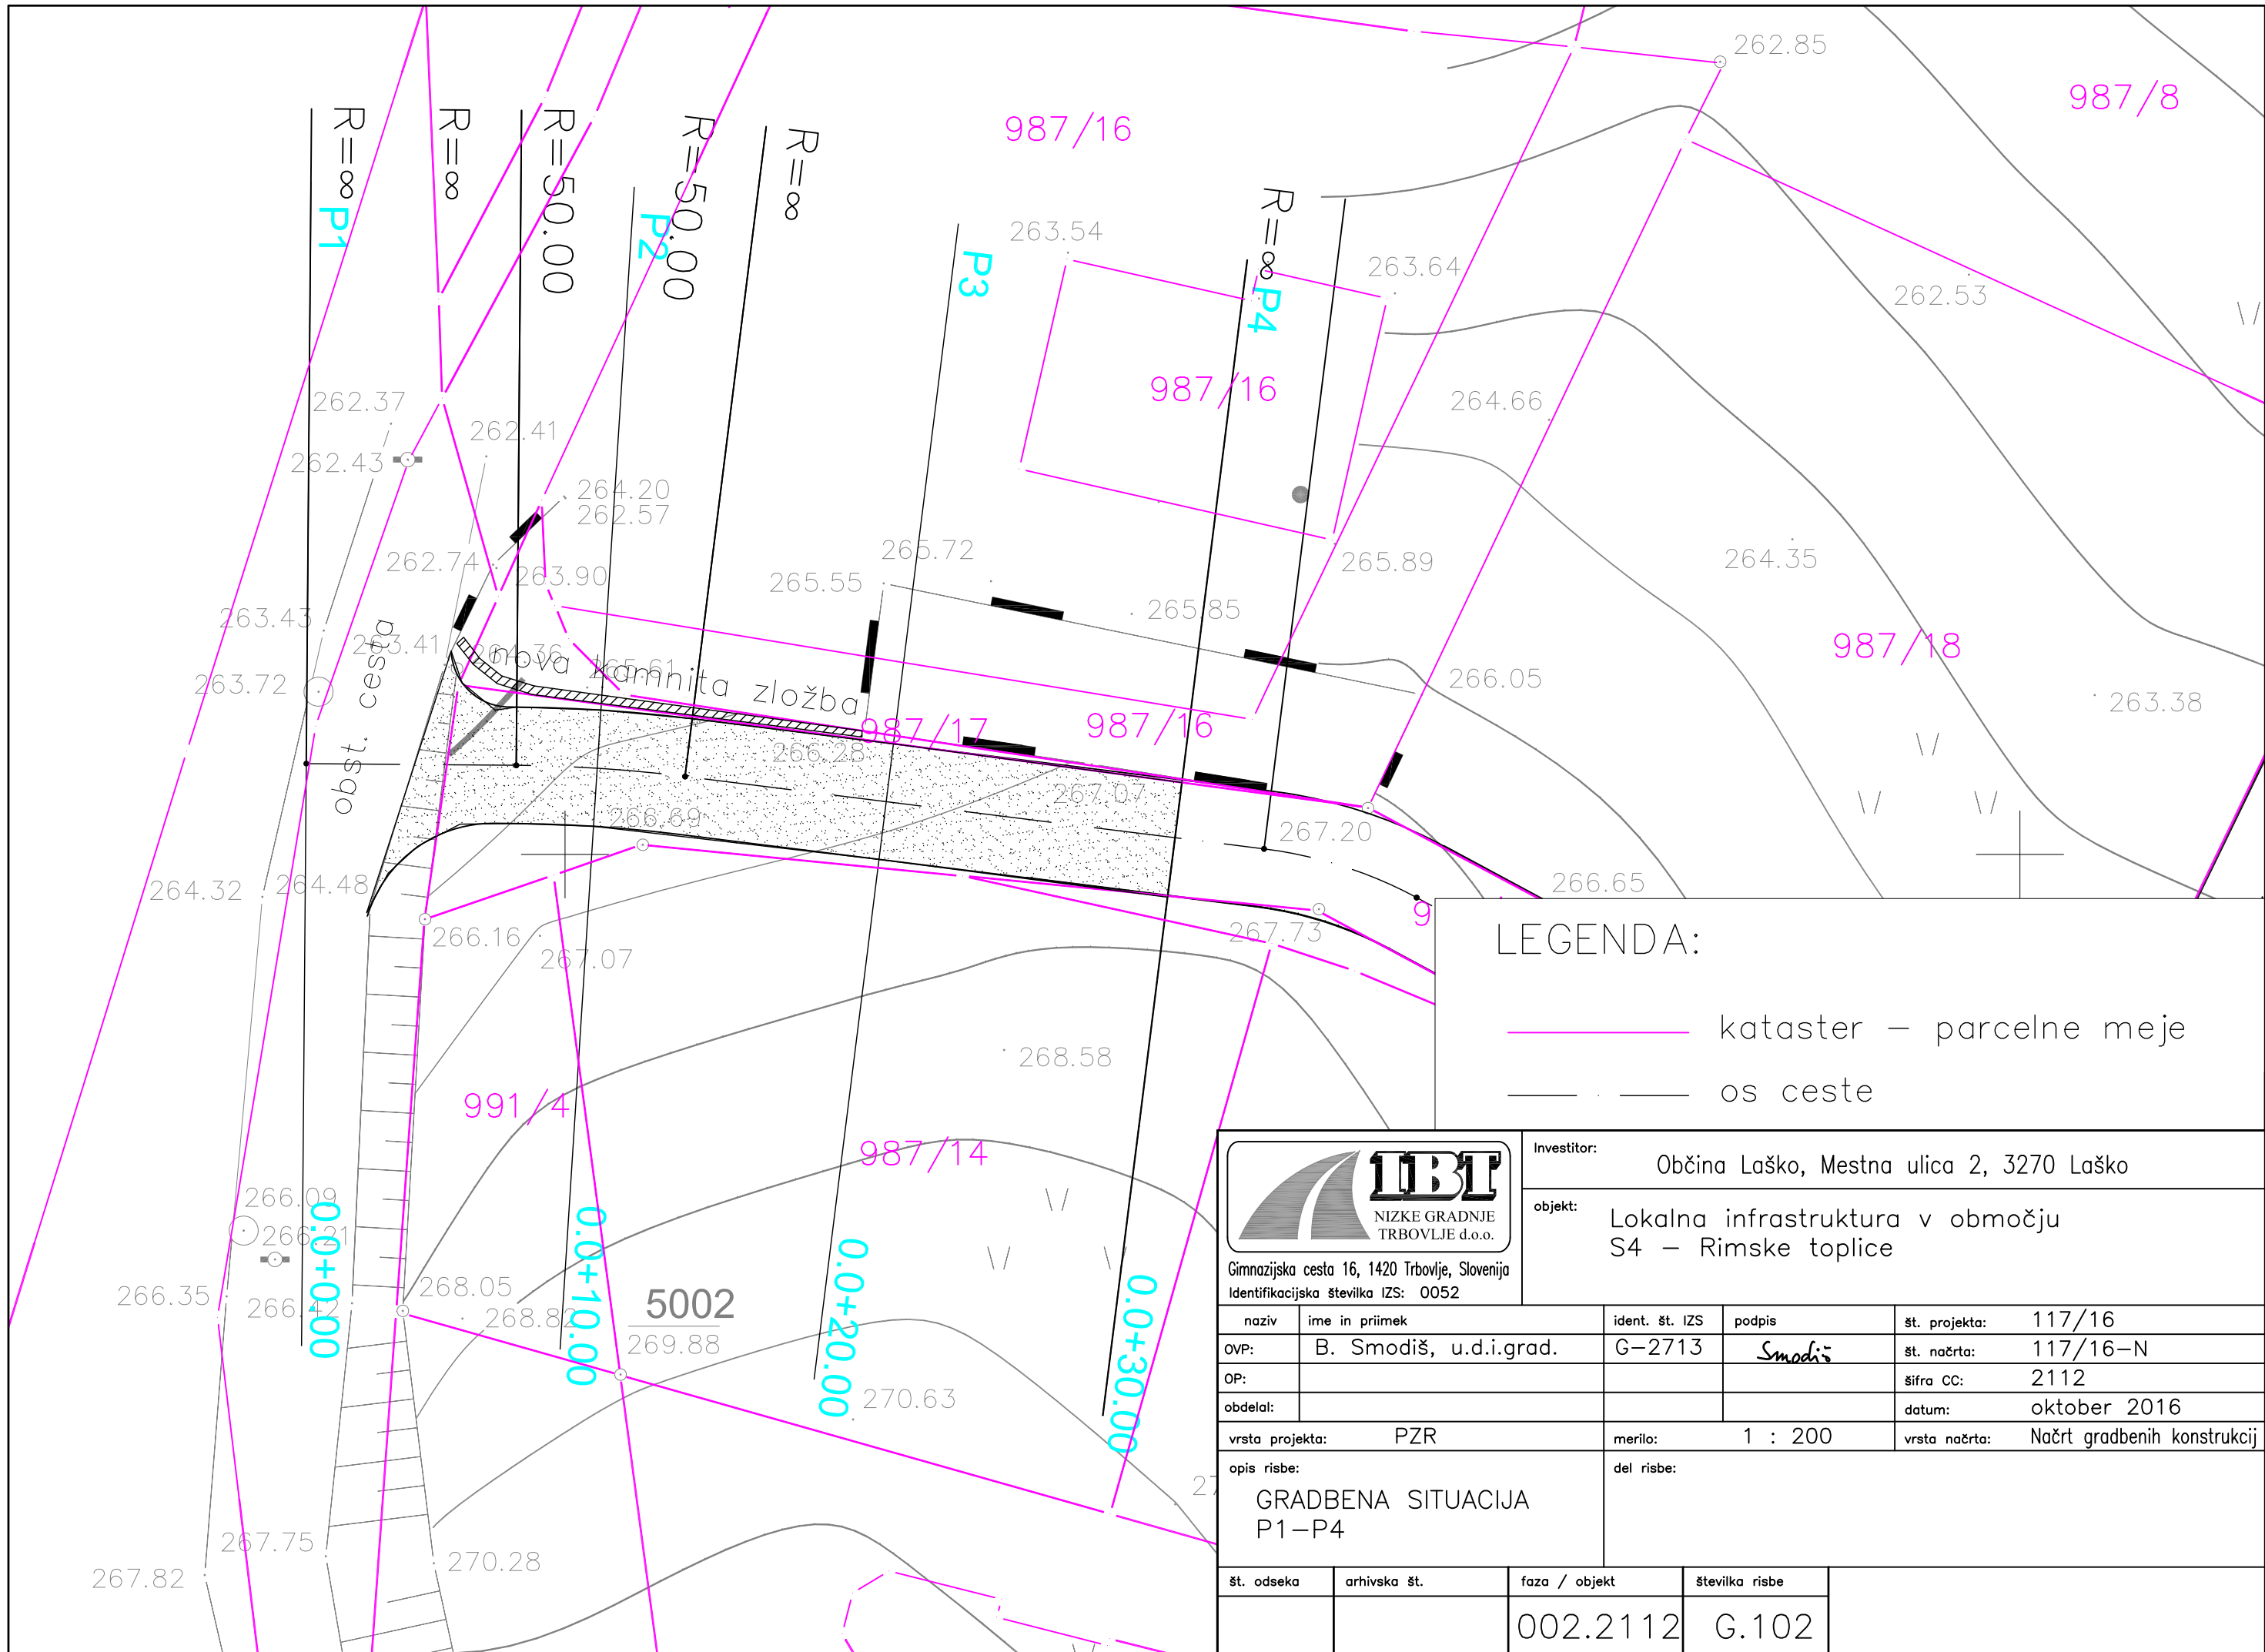 262.85
987/8
987/16
R=∞
R=∞
R=50.00
R=50.00
R=∞
R=∞
P1
P2
P3
P4
263.54
263.64
262.53
987/16
264.66
262.37
262.41
262.43
264.20
262.57
262.74
263.90
265.72
265.55
265.89
264.35
265.85
263.43
263.41
264.36
265.61
987/18
nova kamnita zložba
obst. cesta
263.72
266.05
263.38
987/17
987/16
266.28
267.07
266.69
267.20
264.32
264.48
266.65
9
266.16
267.07
267.73
268.58
991/4
987/14
266.09
266.21
266.35
266.42
268.05
268.82
5002
269.88
270.63
0.0+0.00
0.0+10.00
0.0+20.00
0.0+30.00
27
267.75
267.82
270.28
LEGENDA:
kataster – parcelne meje
os ceste
IBT
NIZKE GRADNJE
TRBOVLJE d.o.o.
Gimnazijska cesta 16, 1420 Trbovlje, Slovenija
Identifikacijska številka IZS: 0052
Investitor:
Občina Laško, Mestna ulica 2, 3270 Laško
objekt:
Lokalna infrastruktura v območju
S4 – Rimske toplice
naziv ime in priimek ident. št. IZS podpis št. projekta: 117/16
OVP: B. Smodiš, u.d.i.grad. G-2713 Smodiš št. načrta: 117/16-N
OP: šifra CC: 2112
obdelal: datum: oktober 2016
vrsta projekta: PZR merilo: 1 : 200 vrsta načrta: Načrt gradbenih konstrukcij
opis risbe: del risbe:
GRADBENA SITUACIJA
P1-P4
št. odseka arhivska št. faza / objekt številka risbe
002.2112 G.102